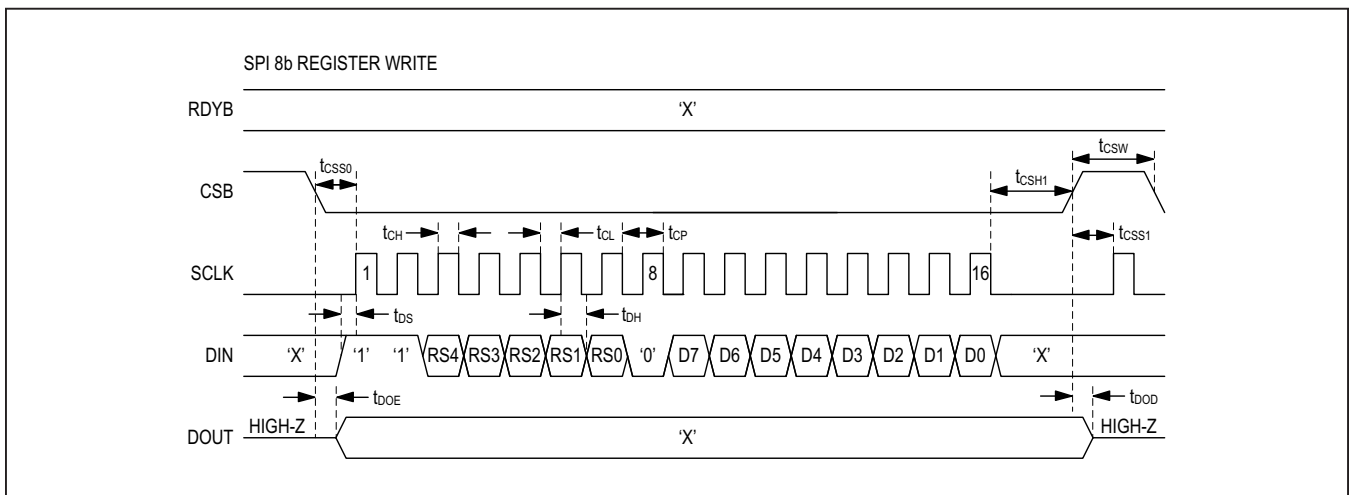 SPI 8b REGISTER WRITE
RDYB ‘X’
tCSS0 tCSW
CSB tCSH1
tCH tCL tCP tCSS1
SCLK 1 8 16
tDS tDH
DIN ‘X’ ‘1’ ‘1’ RS4 RS3 RS2 RS1 RS0 ‘0’ D7 D6 D5 D4 D3 D2 D1 D0 ‘X’
tDOE tDOD
DOUT HIGH-Z ‘X’ HIGH-Z